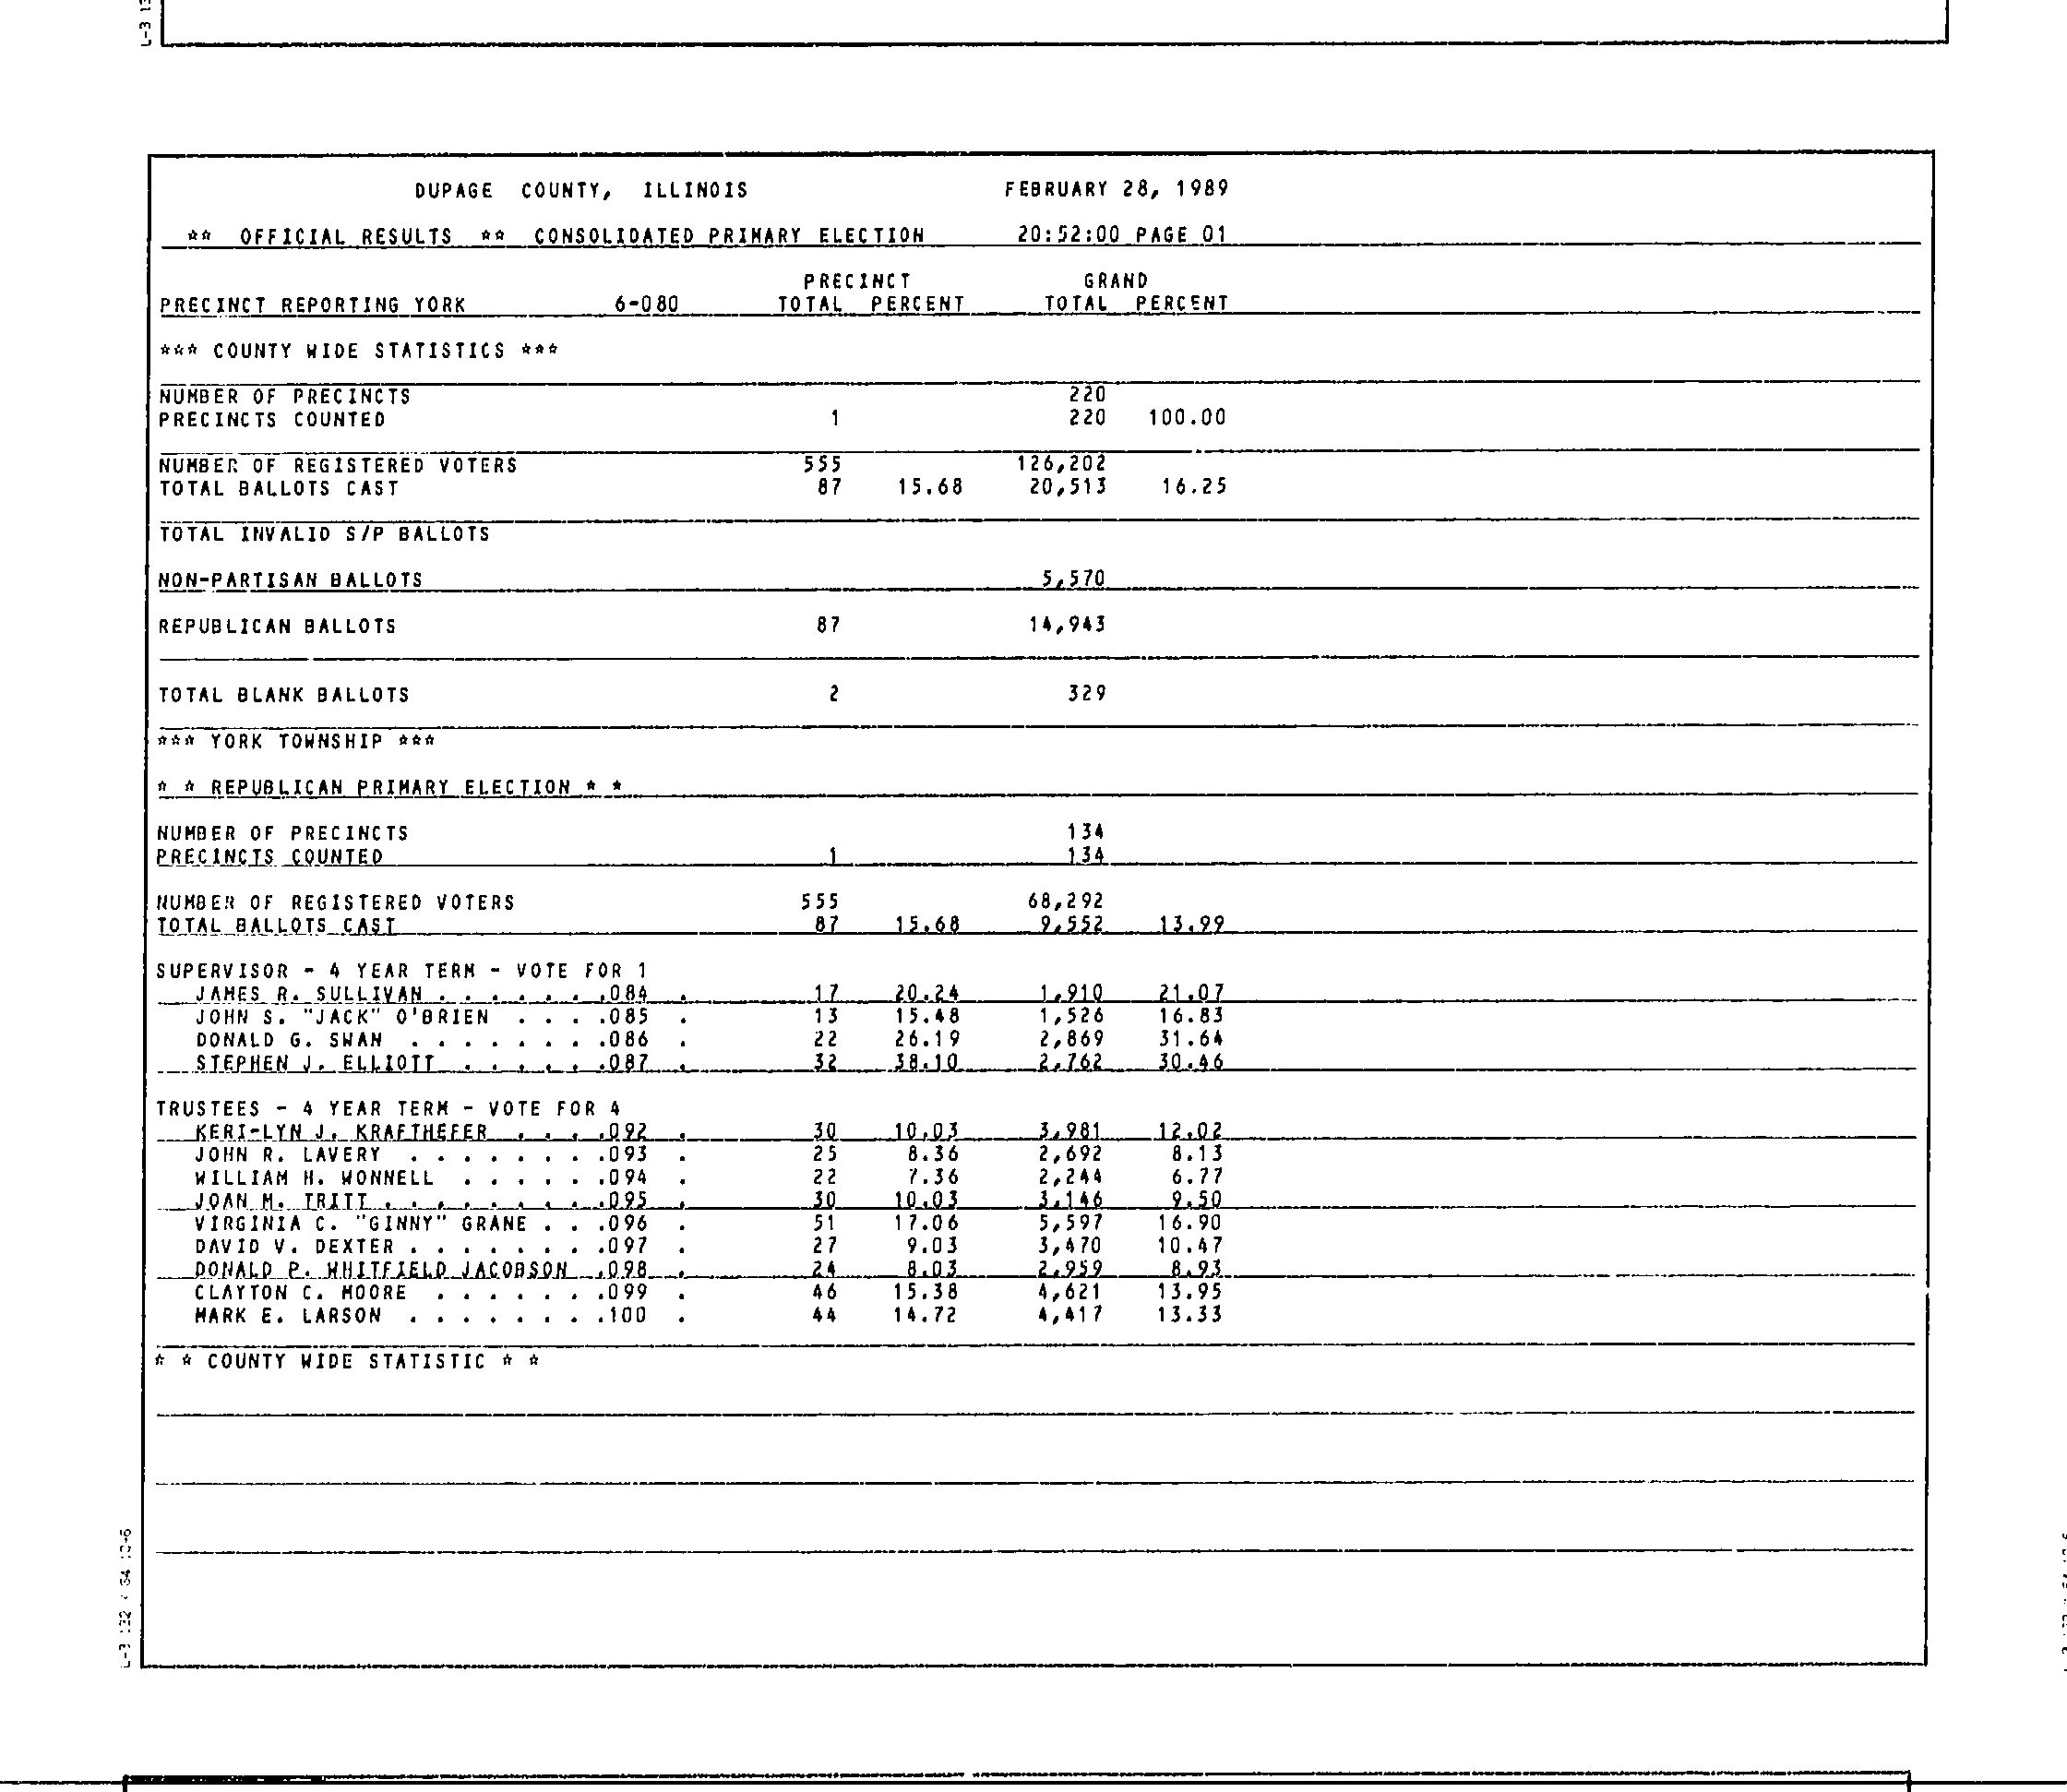 DUPAGE COUNTY, ILLINOIS FEBRUARY 28, 1989
** OFFICIAL RESULTS ** CONSOLIDATED PRIMARY ELECTION 20:52:00 PAGE 01
PRECINCT GRAND
PRECINCT REPORTING YORK 6-080 TOTAL PERCENT TOTAL PERCENT
*** COUNTY WIDE STATISTICS ***
NUMBER OF PRECINCTS 220
PRECINCTS COUNTED 1 220 100.00
NUMBER OF REGISTERED VOTERS 555 126,202
TOTAL BALLOTS CAST 87 15.68 20,513 16.25
TOTAL INVALID S/P BALLOTS
NON-PARTISAN BALLOTS 5,570
REPUBLICAN BALLOTS 87 14,943
TOTAL BLANK BALLOTS 2 329
*** YORK TOWNSHIP ***
* * REPUBLICAN PRIMARY ELECTION * *
NUMBER OF PRECINCTS 134
PRECINCTS COUNTED 1 134
NUMBER OF REGISTERED VOTERS 555 68,292
TOTAL BALLOTS CAST 87 15.68 9,552 13.99
SUPERVISOR - 4 YEAR TERM - VOTE FOR 1
JAMES R. SULLIVAN . . . . . . .084 . 17 20.24 1,910 21.07
JOHN S. "JACK" O'BRIEN . . . .085 . 13 15.48 1,526 16.83
DONALD G. SWAN . . . . . . . .086 . 22 26.19 2,869 31.64
STEPHEN J. ELLIOTT . . . . . .087 . 32 38.10 2,762 30.46
TRUSTEES - 4 YEAR TERM - VOTE FOR 4
KERI-LYN J. KRAFTHEFER . . . .092 . 30 10.03 3,981 12.02
JOHN R. LAVERY . . . . . . . .093 . 25 8.36 2,692 8.13
WILLIAM H. WONNELL . . . . . .094 . 22 7.36 2,244 6.77
JOAN M. TRITT . . . . . . . . .095 . 30 10.03 3,146 9.50
VIRGINIA C. "GINNY" GRANE . . .096 . 51 17.06 5,597 16.90
DAVID V. DEXTER . . . . . . . .097 . 27 9.03 3,470 10.47
DONALD P. WHITFIELD JACOBSON .098 . 24 8.03 2,959 8.93
CLAYTON C. MOORE . . . . . . .099 . 46 15.38 4,621 13.95
MARK E. LARSON . . . . . . . .100 . 44 14.72 4,417 13.33
* * COUNTY WIDE STATISTIC * *